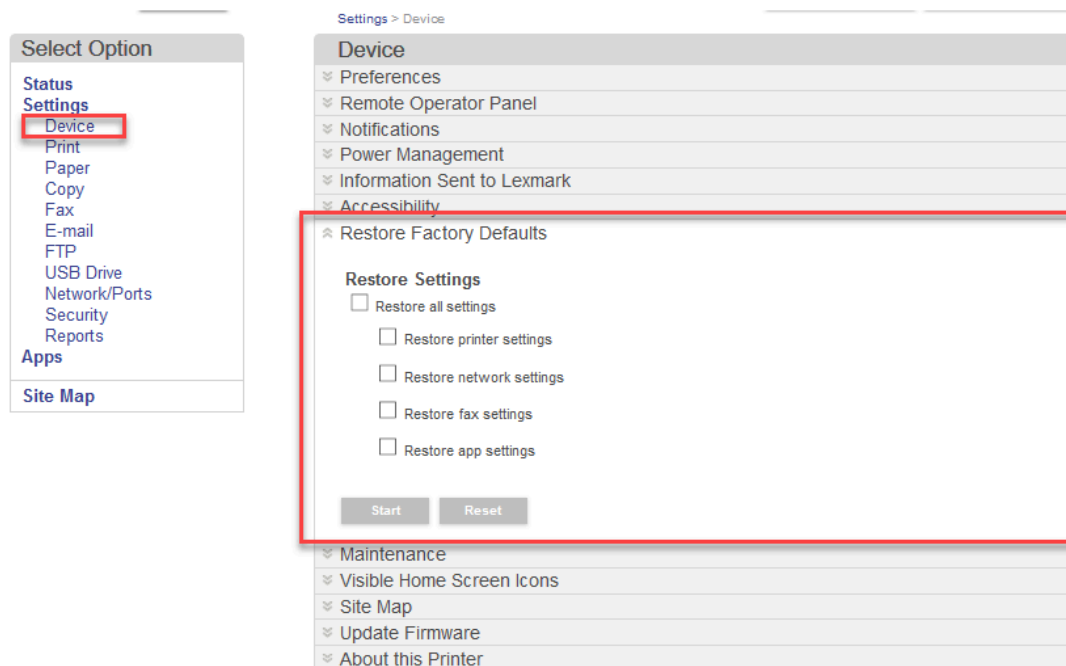 Settings > Device
Select Option
Status
Settings
Device
Print
Paper
Copy
Fax
E-mail
FTP
USB Drive
Network/Ports
Security
Reports
Apps
Site Map
Device
Preferences
Remote Operator Panel
Notifications
Power Management
Information Sent to Lexmark
Accessibility
Restore Factory Defaults
Restore Settings
Restore all settings
Restore printer settings
Restore network settings
Restore fax settings
Restore app settings
Start Reset
Maintenance
Visible Home Screen Icons
Site Map
Update Firmware
About this Printer